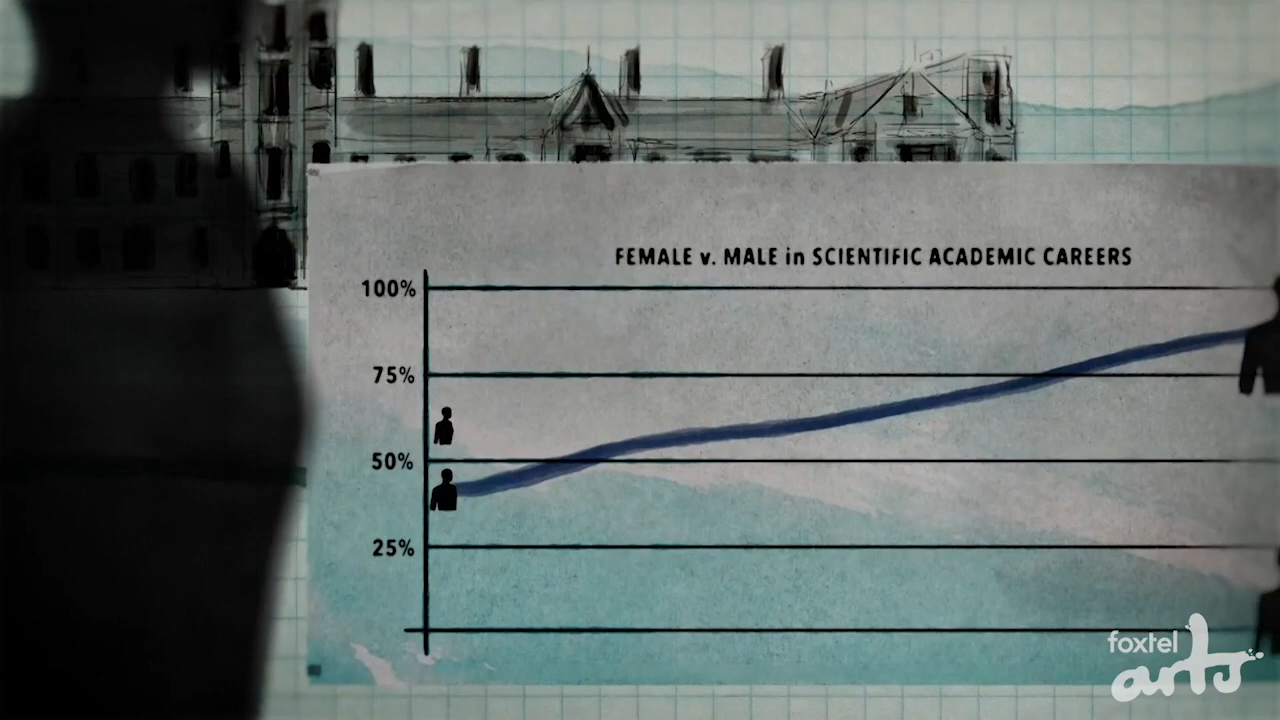 FEMALE v. MALE in SCIENTIFIC ACADEMIC CAREERS
100%
75%
50%
25%
foxtel
arts